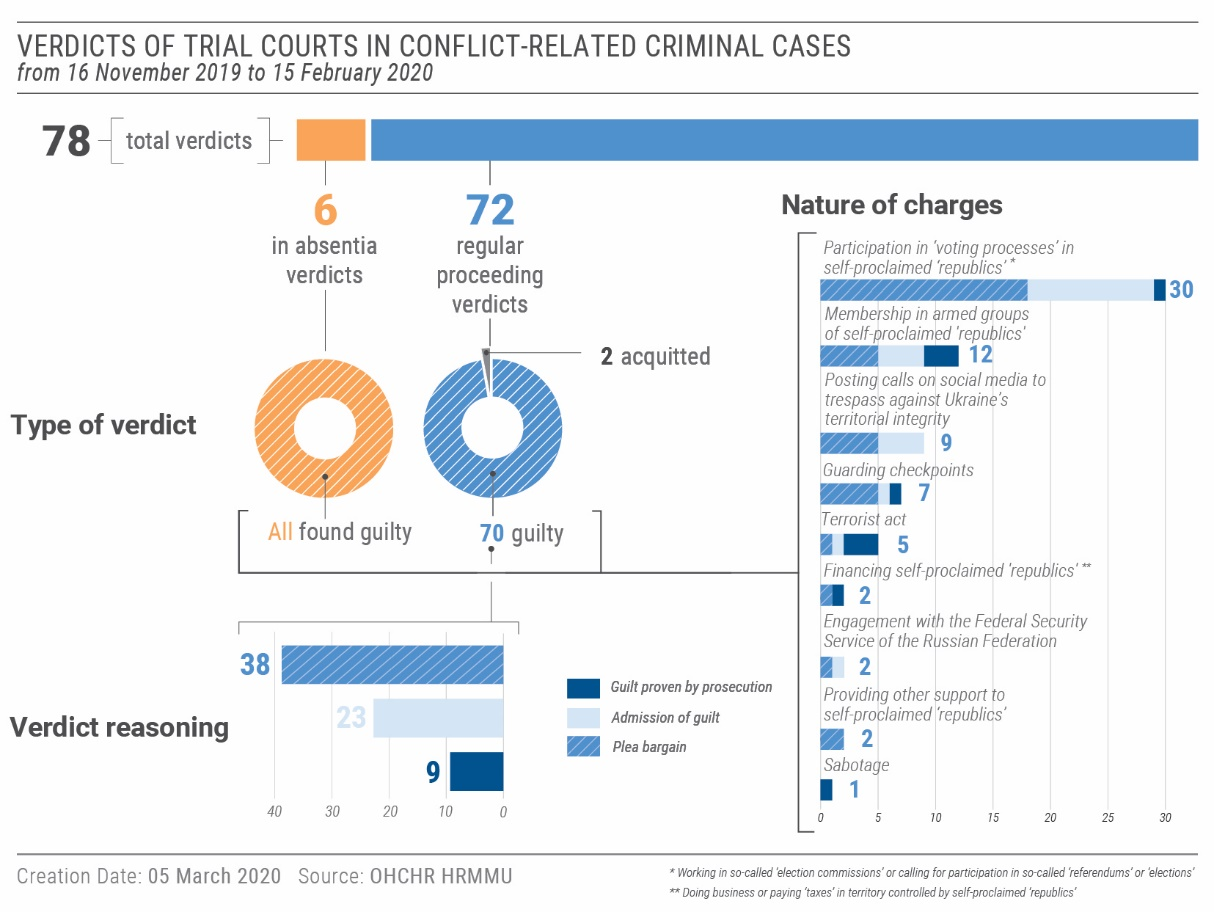 VERDICTS OF TRIAL COURTS IN CONFLICT-RELATED CRIMINAL CASES
from 16 November 2019 to 15 February 2020
78 total verdicts
6
in absentia
verdicts
72
regular
proceeding
verdicts
2 acquitted
Type of verdict
All found guilty
70 guilty
Verdict reasoning
38
23
9
40 30 20 10 0
Guilt proven by prosecution
Admission of guilt
Plea bargain
Nature of charges
Participation in 'voting processes' in
self-proclaimed 'republics' *
30
Membership in armed groups
of self-proclaimed 'republics'
12
Posting calls on social media to
trespass against Ukraine's
territorial integrity
9
Guarding checkpoints
7
Terrorist act
5
Financing self-proclaimed 'republics' **
2
Engagement with the Federal Security
Service of the Russian Federation
2
Providing other support to
self-proclaimed 'republics'
2
Sabotage
1
0 5 10 15 20 25 30
Creation Date: 05 March 2020 Source: OHCHR HRMMU
* Working in so-called 'election commissions' or calling for participation in so-called 'referendums' or 'elections'
** Doing business or paying 'taxes' in territory controlled by self-proclaimed 'republics'